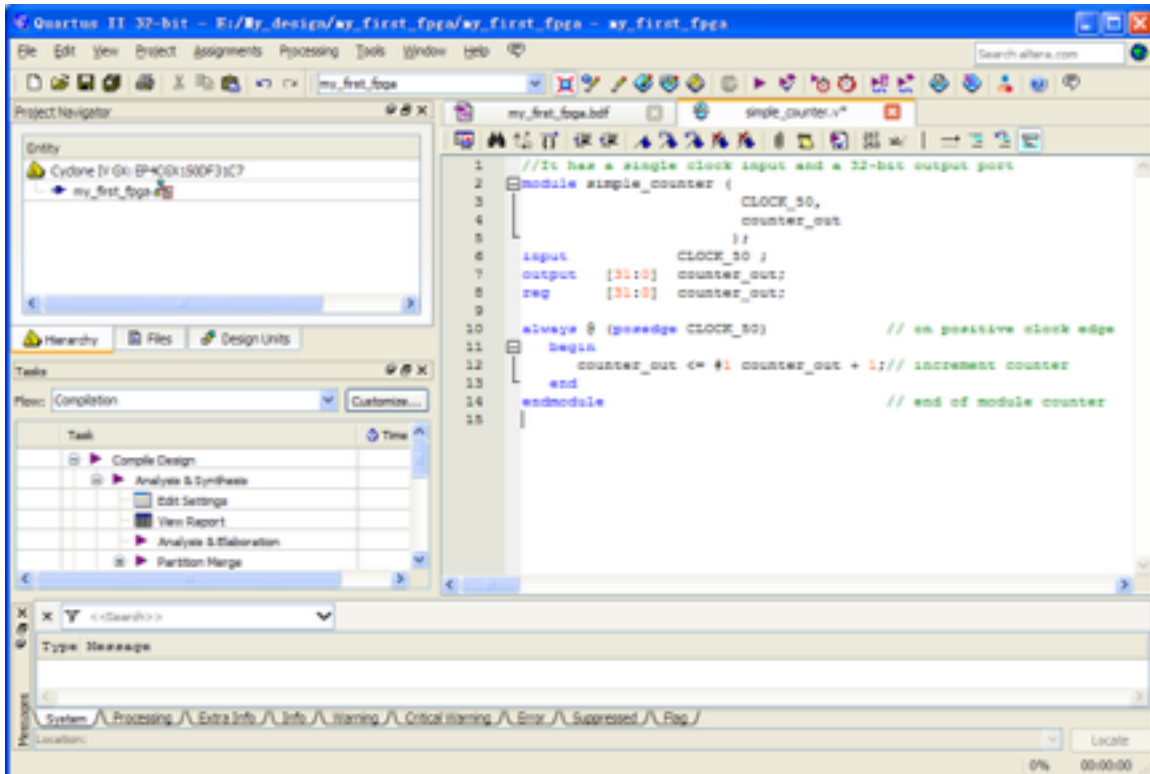 Quartus II 32-bit - E:/My_design/my_first_fpga/my_first_fpga - my_first_fpga
File Edit View Project Assignments Processing Tools Window Help
Search altera.com
my_first_fpga
Project Navigator
Entity
Cyclone IV GX: EP4CGX150DF31C7
my_first_fpga
Hierarchy Files Design Units
Tasks
Flow: Compilation Customize...
Task Time
Compile Design
Analysis & Synthesis
Edit Settings
View Report
Analysis & Elaboration
Partition Merge
my_first_fpga.bdf simple_counter.v*
1 //It has a single clock input and a 32-bit output port
2 module simple_counter (
3 CLOCK_50,
4 counter_out
5 );
6 input CLOCK_50 ;
7 output [31:0] counter_out;
8 reg [31:0] counter_out;
9
10 always @ (posedge CLOCK_50) // on positive clock edge
11 begin
12 counter_out <= #1 counter_out + 1;// increment counter
13 end
14 endmodule // end of module counter
15
<<Search>>
Type Message
System Processing Extra Info Info Warning Critical Warning Error Suppressed Flag
Messages
Location: Locate
0% 00:00:00